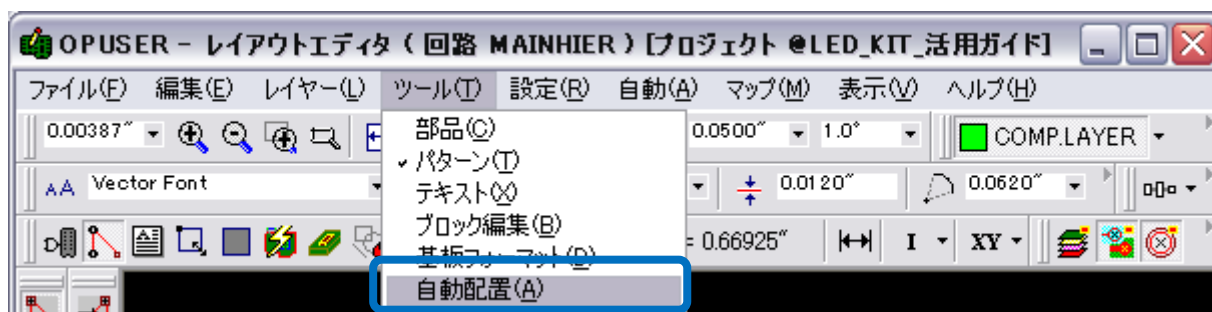 OPUSER - レイアウトエディタ ( 回路 MAINHIER ) [プロジェクト @LED_KIT_活用ガイド]
ファイル(F) 編集(E) レイヤー(L) ツール(T) 設定(R) 自動(A) マップ(M) 表示(V) ヘルプ(H)
0.00387" 部品(C) 0.0500" 1.0° COMP.LAYER
パターン(T)
AA Vector Font テキスト(X) 0.0120" 0.0620"
ブロック編集(B)
= 0.66925" I XY
基板フォーマット(D)
自動配置(A)